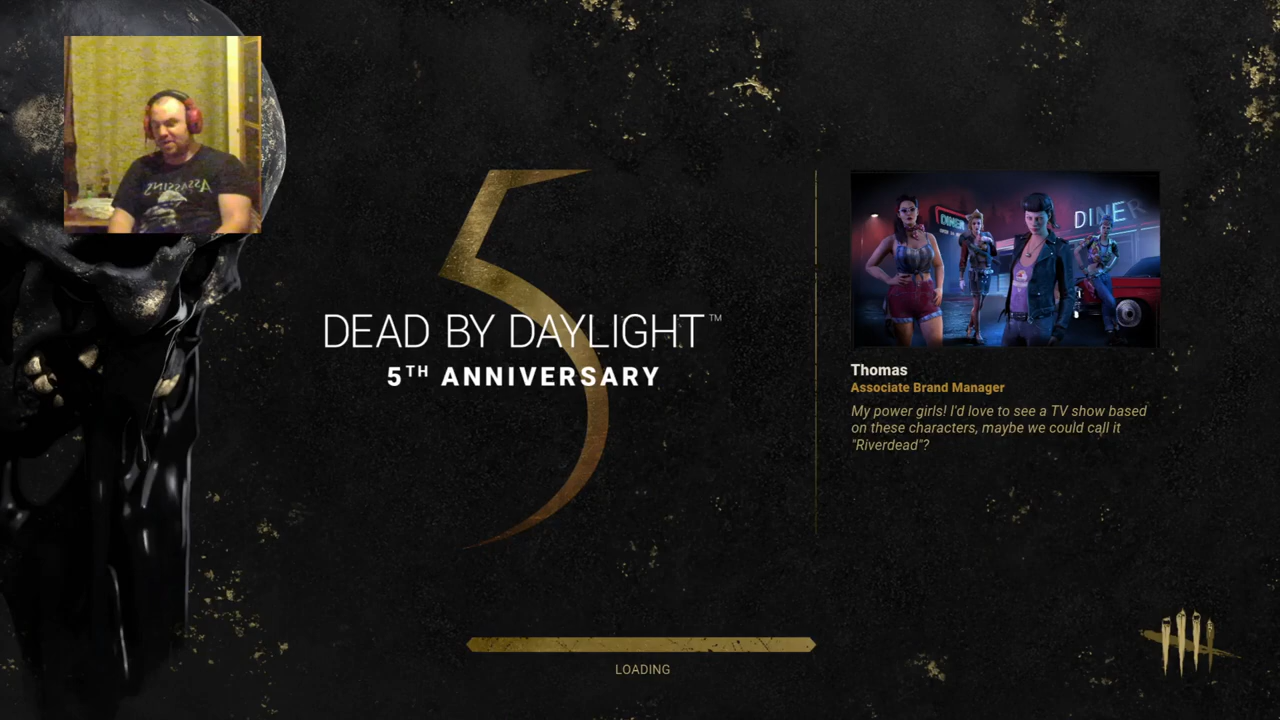 ASSASSINS
DEAD BY DAYLIGHT™
5TH ANNIVERSARY
DINER
DINER
Thomas
Associate Brand Manager
My power girls! I'd love to see a TV show based
on these characters, maybe we could call it
"Riverdead"?
LOADING